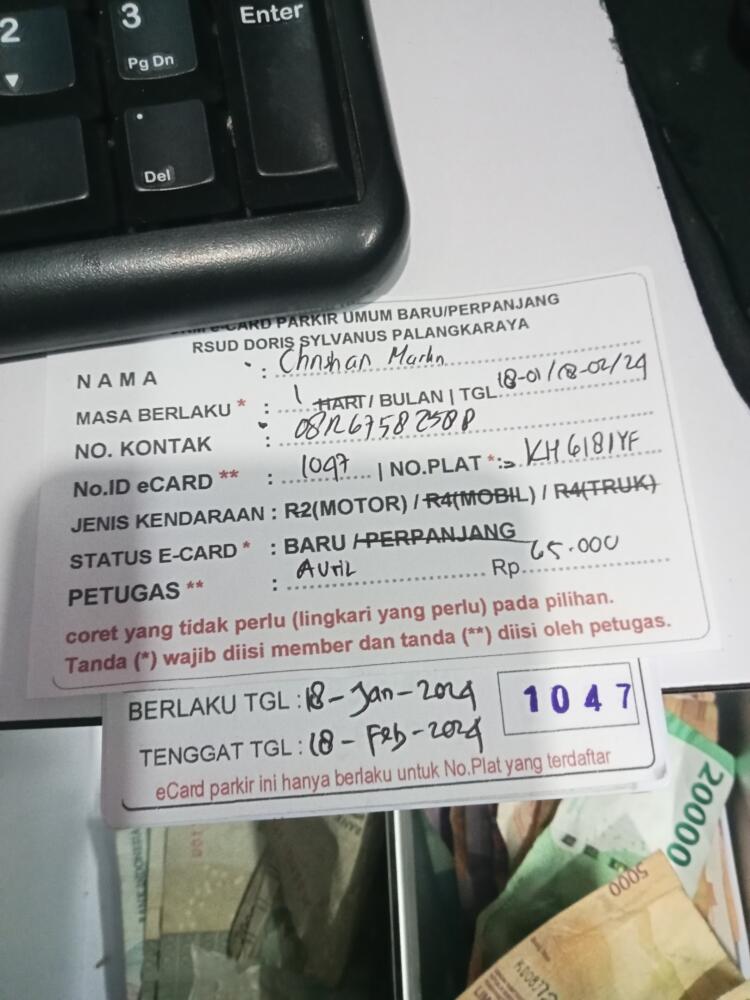 2
3
Enter
Pg Dn
Del
e-CARD PARKIR UMUM BARU/PERPANJANG
RSUD DORIS SYLVANUS PALANGKARAYA
NAMA :
MASA BERLAKU * : 1 HARI / BULAN | TGL 18-01 / 18-02/24
NO. KONTAK :
No.ID eCARD ** : 1047 | NO.PLAT *: KH 6181YF
JENIS KENDARAAN : R2(MOTOR) / R4(MOBIL) / R4(TRUK)
STATUS E-CARD * : BARU / PERPANJANG
PETUGAS ** : AVRIL Rp 65.000
coret yang tidak perlu (lingkari yang perlu) pada pilihan.
Tanda (*) wajib diisi member dan tanda (**) diisi oleh petugas.
BERLAKU TGL : 18-Jan-2024
1047
TENGGAT TGL : 18-Feb-2024
eCard parkir ini hanya berlaku untuk No.Plat yang terdaftar
20000
5000